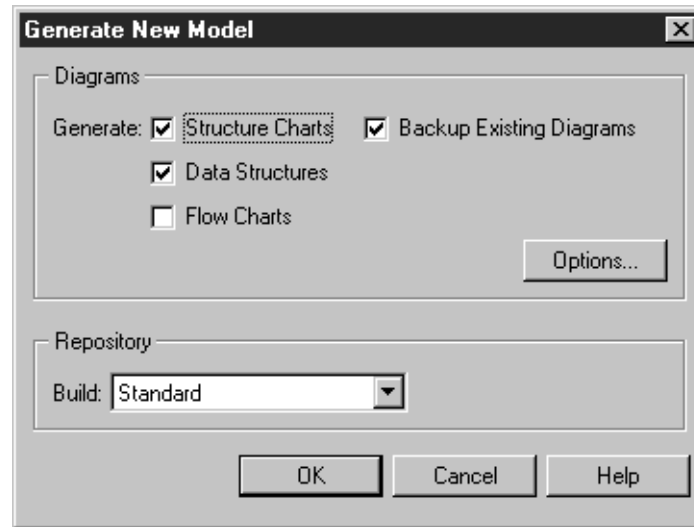 Generate New Model
Diagrams
Generate: Structure Charts Backup Existing Diagrams
Data Structures
Flow Charts
Options...
Repository
Build: Standard
OK Cancel Help